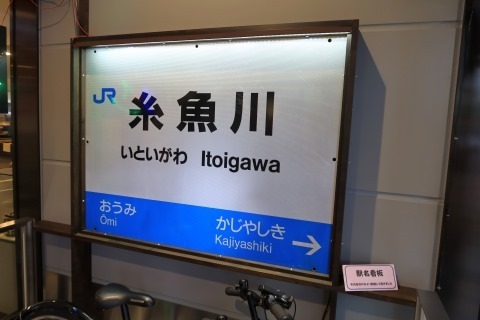 JR 糸魚川
いといがわ Itoigawa
おうみ かじやしき
Ōmi Kajiyashiki →
駅名看板